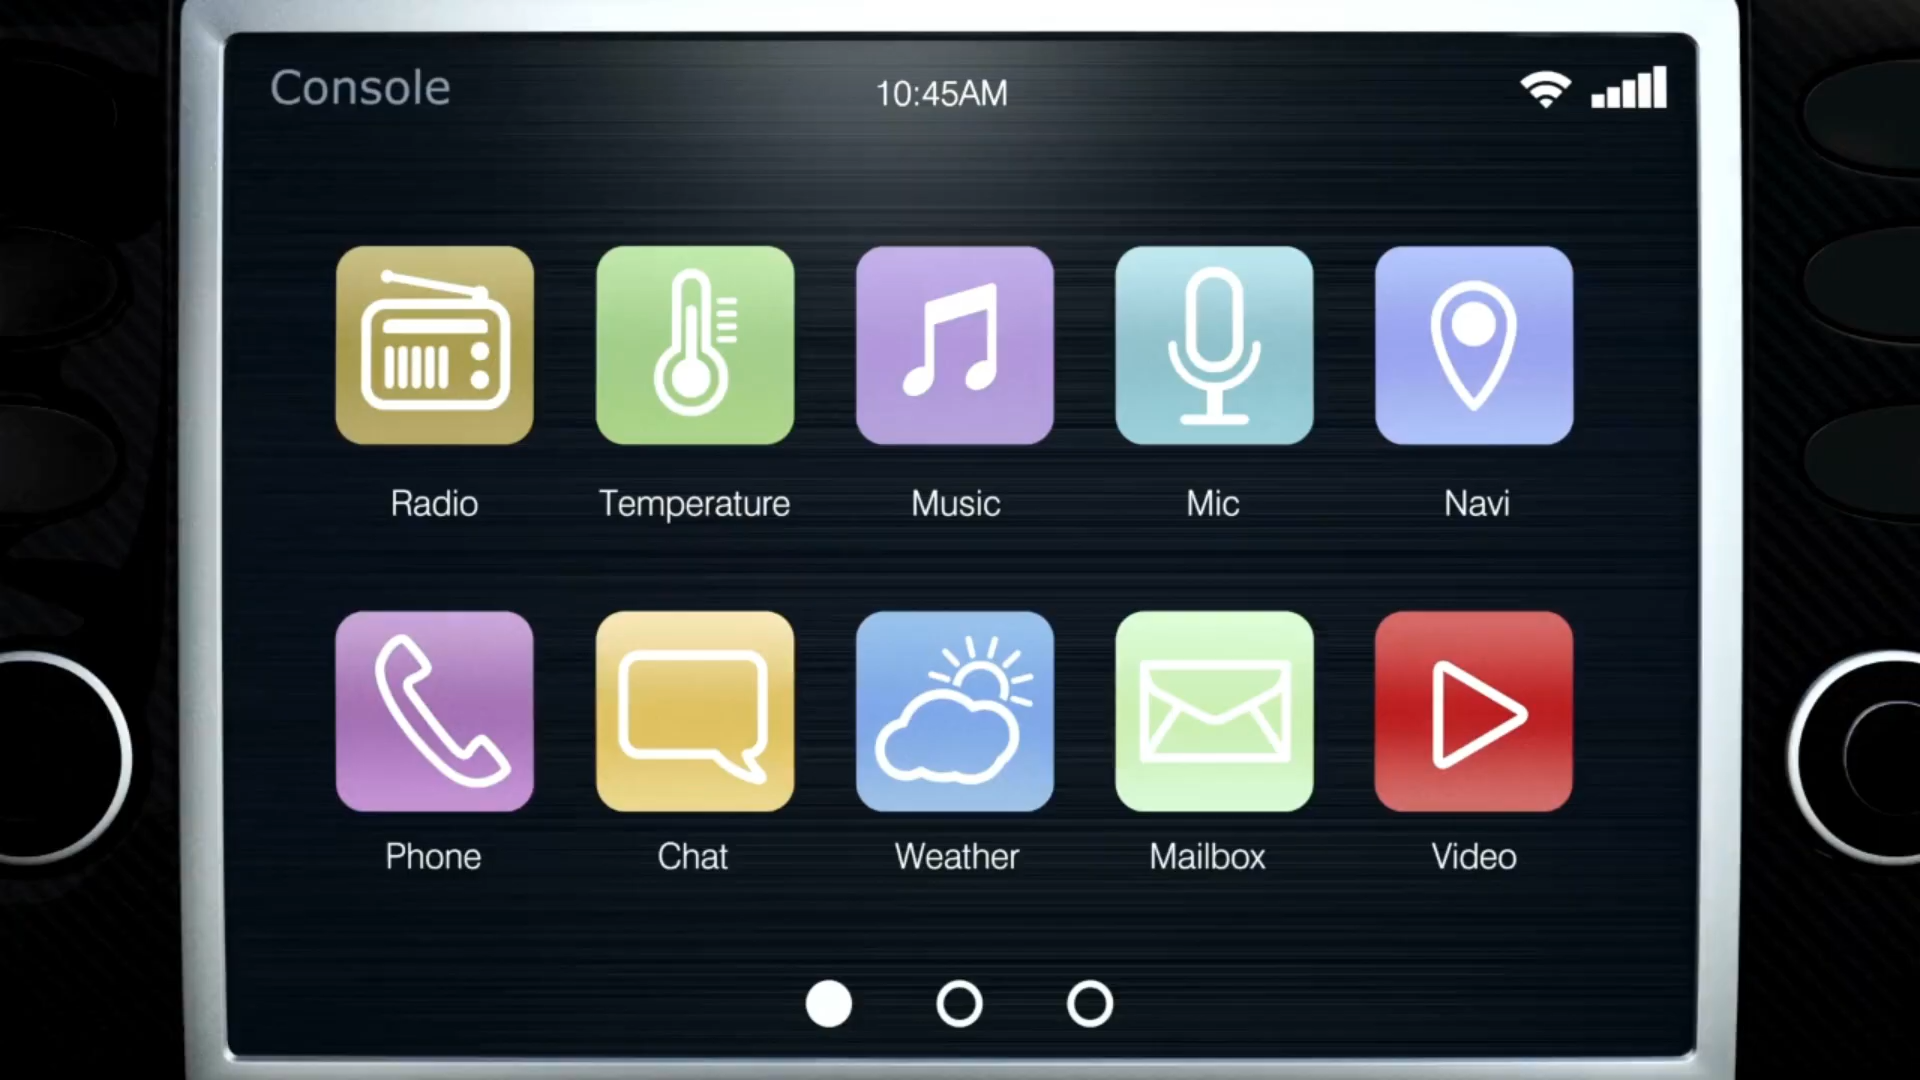 Console
10:45AM
Radio
Temperature
Music
Mic
Navi
Phone
Chat
Weather
Mailbox
Video